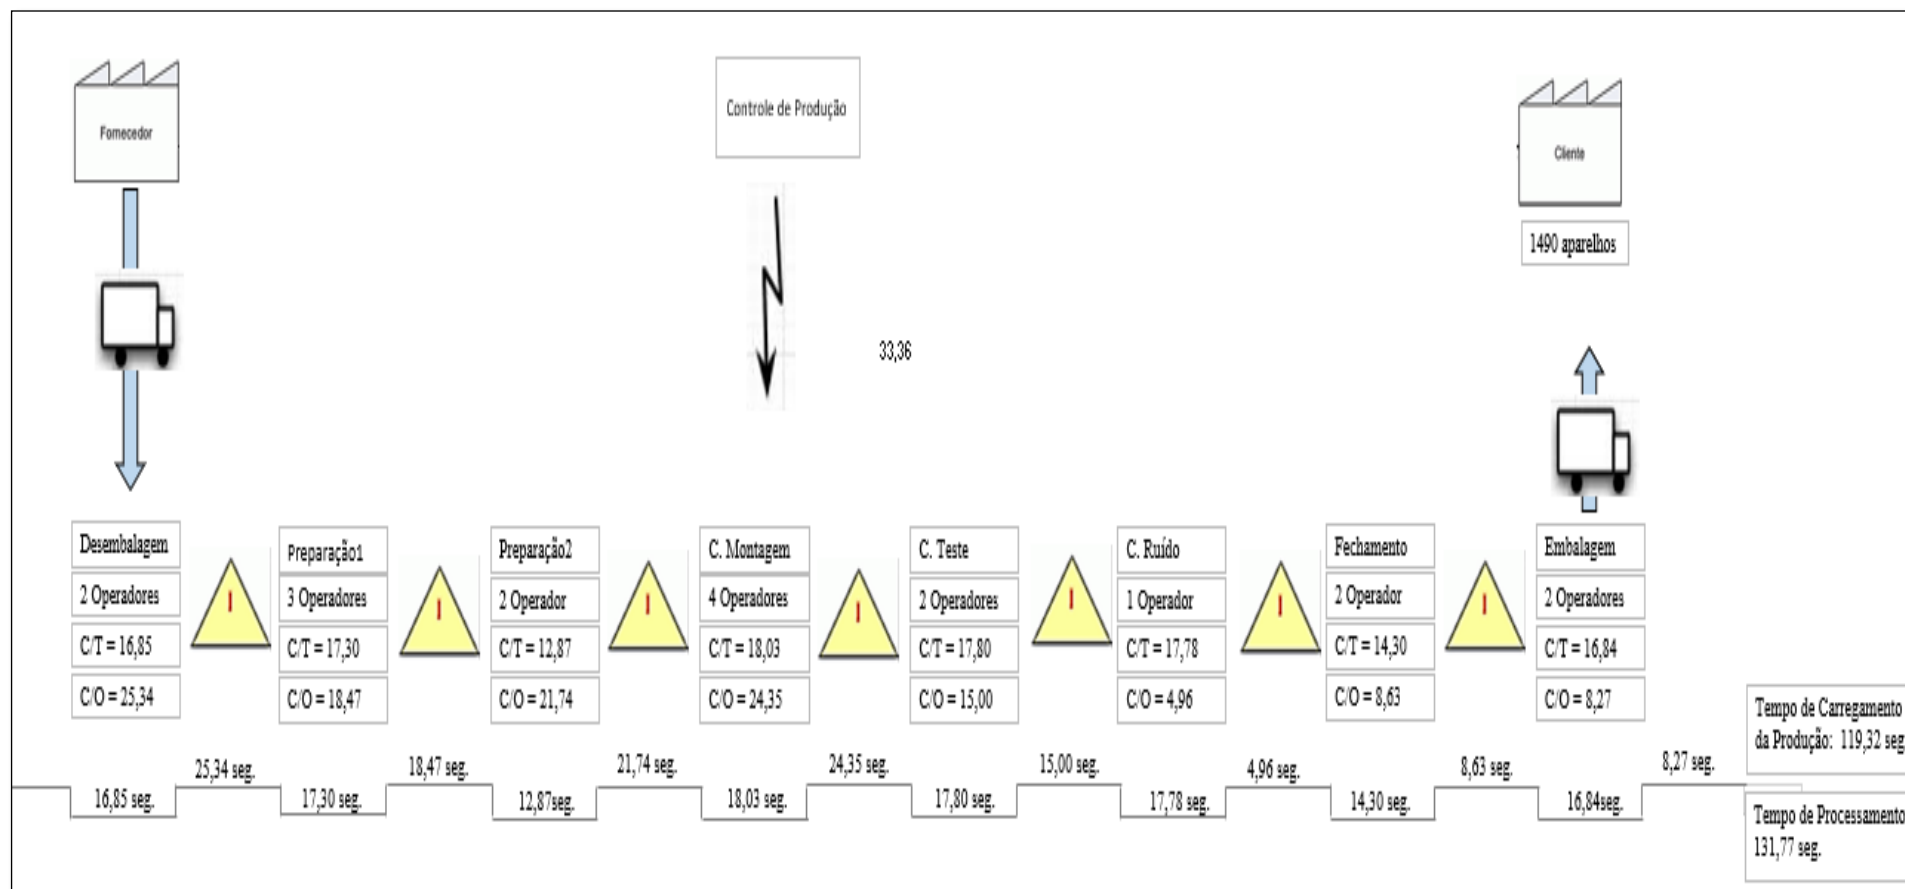 Fornecedor
Controle de Produção
Cliente
1490 aparelhos
33,36
Desembalagem
2 Operadores
C/T = 16,85
C/O = 25,34
Preparação1
3 Operadores
C/T = 17,30
C/O = 18,47
Preparação2
2 Operador
C/T = 12,87
C/O = 21,74
C. Montagem
4 Operadores
C/T = 18,03
C/O = 24,35
C. Teste
2 Operadores
C/T = 17,80
C/O = 15,00
C. Ruído
1 Operador
C/T = 17,78
C/O = 4,96
Fechamento
2 Operador
C/T = 14,30
C/O = 8,63
Embalagem
2 Operadores
C/T = 16,84
C/O = 8,27
I
I
I
I
I
I
I
25,34 seg.
18,47 seg.
21,74 seg.
24,35 seg.
15,00 seg.
4,96 seg.
8,63 seg.
8,27 seg.
16,85 seg.
17,30 seg.
12,87seg.
18,03 seg.
17,80 seg.
17,78 seg.
14,30 seg.
16,84seg.
Tempo de Carregamento
da Produção: 119,32 seg
Tempo de Processamento
131,77 seg.